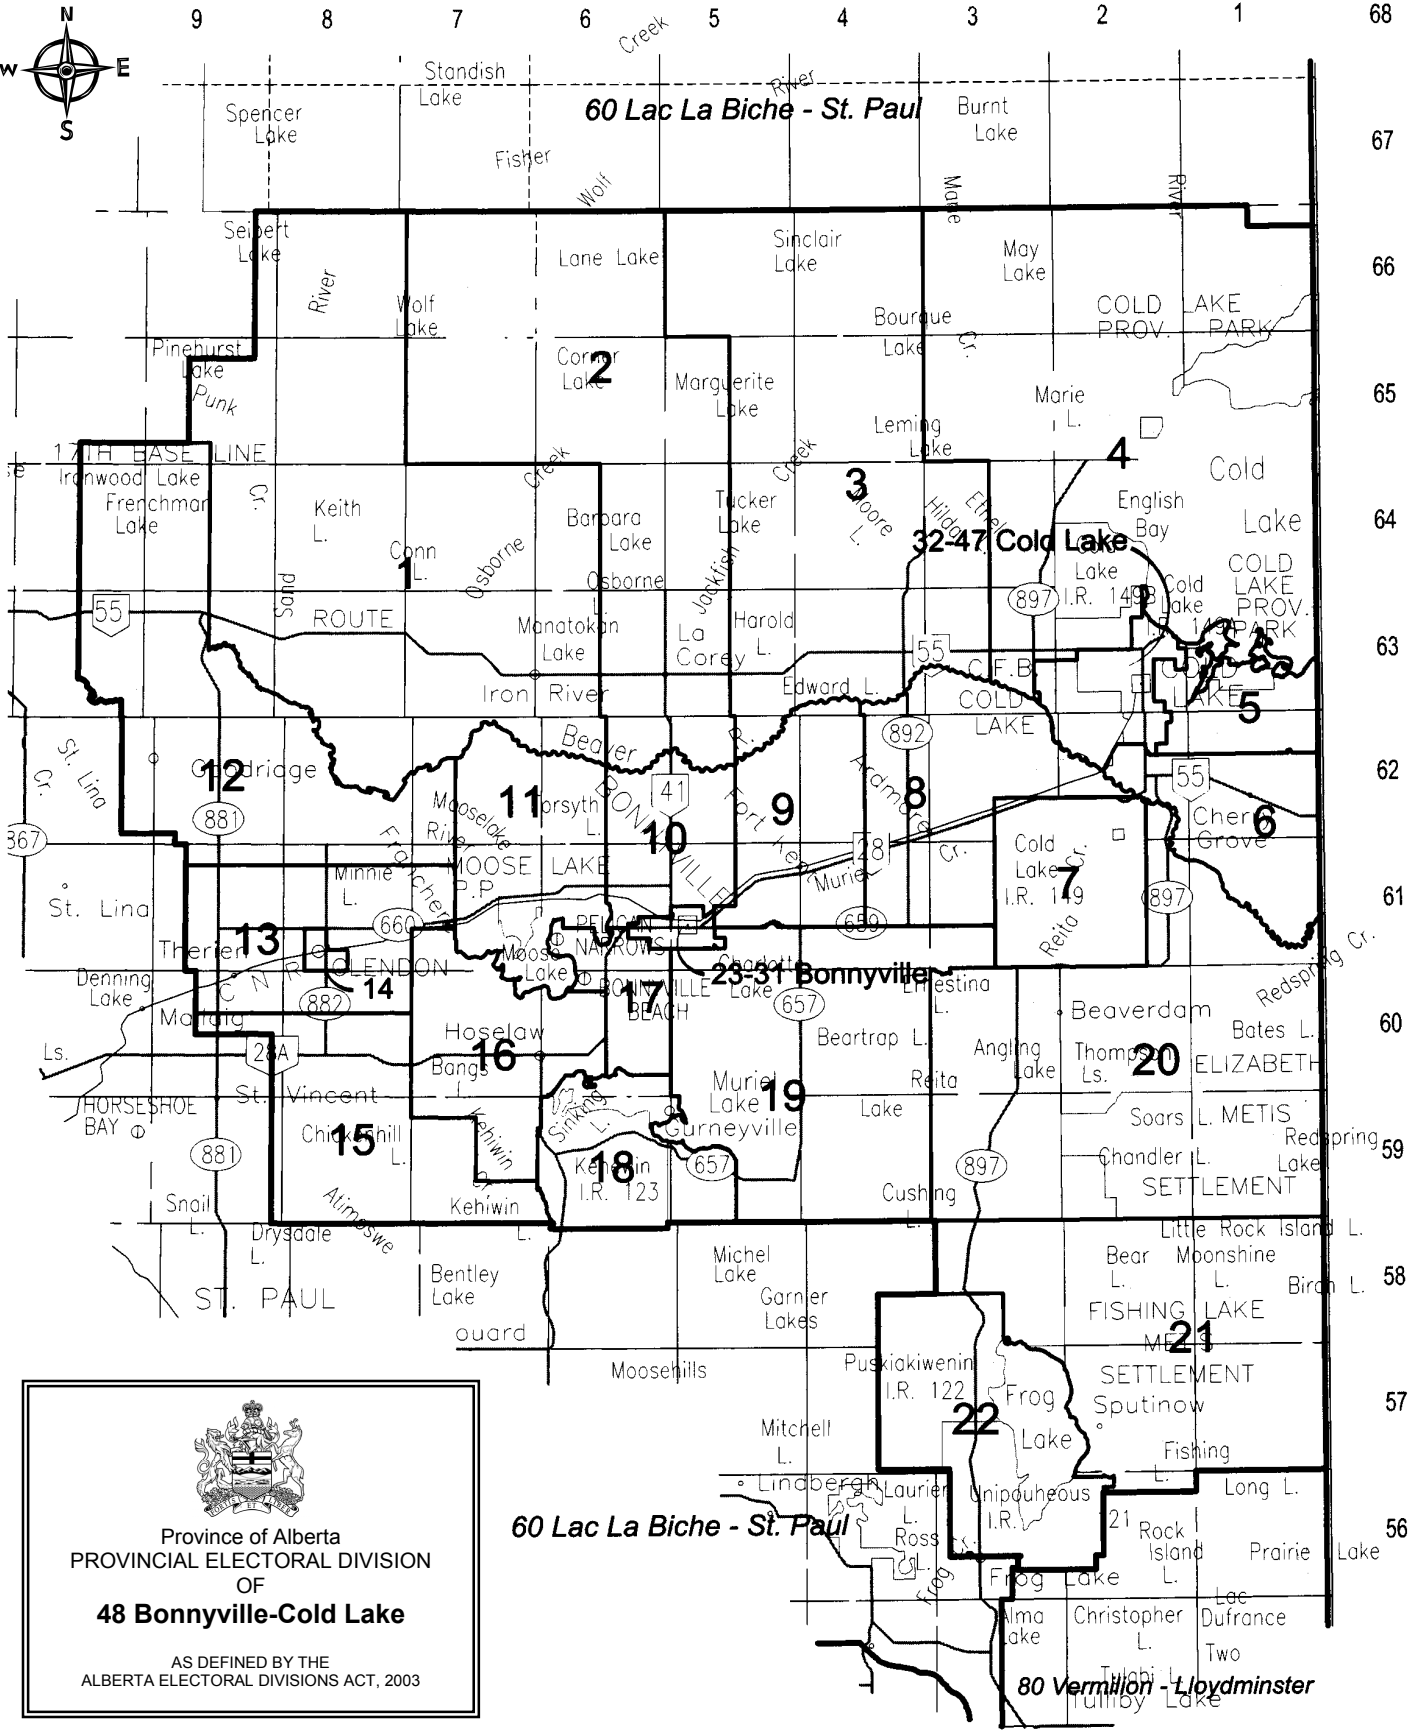 N
9 8 7 6 5 4 3 2 1 68
W E
S
Creek
Standish
Lake
River
Spencer
Lake
60 Lac La Biche - St. Paul
Burnt
Lake
67
Fisher
Wolf
Marie
River
Seibert
Lake
Lane Lake
Sinclair
Lake
May
Lake
66
River
Wolf
Lake
Bourque
Lake
Cr.
COLD LAKE
PROV. PARK
Pinehurst
Lake
Punk
Corner
Lake
2
Marguerite
Lake
Marie
L.
65
Leming
Lake
17TH BASE LINE
Ironwood Lake
Frenchman
Lake
Cr.
Keith
L.
Creek
Creek
3
4
Cold
Lake
Tucker
Lake
Moore
L.
Hilda
Ethel
English
Bay
64
Barbara
Lake
32-47 Cold Lake
Conn
L.
1
Osborne
Osborne
L.
Jackfish
Cold
Lake
I.R. 149B
Cold
Lake
I.R. 149A
COLD
LAKE
PROV.
PARK
897
55
Sand
ROUTE
Manatokan
Lake
La
Corey
Harold
L.
55
63
Iron River
Edward L.
C.F.B.
COLD
LAKE
COLD
LAKE
5
St. Lina
Cr.
Beaver
R.
892
12
Goodridge
881
Mooselake
River
11
Forsyth
L.
BONNYVILLE
41
10
9
Fort Kent
Ardmore
Cr.
8
55
62
Cherry
Grove
6
867
Franchere
MOOSE LAKE
P.P.
28
Muriel
Cold
Lake
I.R. 149
7
Reita
Cr.
Minnie
L.
St. Lina
660
659
897
61
13
Therien
PELICAN
NARROWS
Moose
Lake
Charlotte
Lake
Redspring Cr.
Denning
Lake
C N R
GLENDON
14
23-31 Bonnyville
882
BONNYVILLE
BEACH
17
657
Ernestina
L.
Mallaig
Beaverdam
60
Hoselaw
Beartrap L.
Bates L.
Ls.
28A
16
Bangs
L.
Angling
Lake
Thompson
Ls.
20
ELIZABETH
Muriel
Lake
19
Reita
Lake
St. Vincent
HORSESHOE
BAY
Sinking
L.
Gurneyville
Soars L.
METIS
Chickenhill
L.
15
Kehiwin
Cr.
Redspring
Lake
59
881
Kehewin
I.R. 123
18
657
897
Chandler L.
SETTLEMENT
Snail
L.
Atimoswe
Kehiwin
L.
Cushing
L.
Drysdale
L.
Little Rock Island L.
Michel
Lake
Bear
L.
Moonshine
L.
58
Bentley
Lake
Birch L.
ST. PAUL
Garnier
Lakes
FISHING LAKE
METIS
21
SETTLEMENT
ouard
Moosehills
Puskiakiwenin
I.R. 122
Frog
Lake
Sputinow
57
22
Mitchell
L.
Fishing
L.
Lindbergh
Laurier
L.
Unipouheous
I.R. 121
Long L.
60 Lac La Biche - St. Paul
Ross
L.
Rock
Island
L.
Prairie Lake
56
Frog Cr.
Frog Lake
Alma
Lake
Christopher
L.
Lac
Dufrance
Two
Tulabi L.
80 Vermilion - Lloydminster
Tulliby Lake
Province of Alberta
PROVINCIAL ELECTORAL DIVISION
OF
48 Bonnyville-Cold Lake
AS DEFINED BY THE
ALBERTA ELECTORAL DIVISIONS ACT, 2003